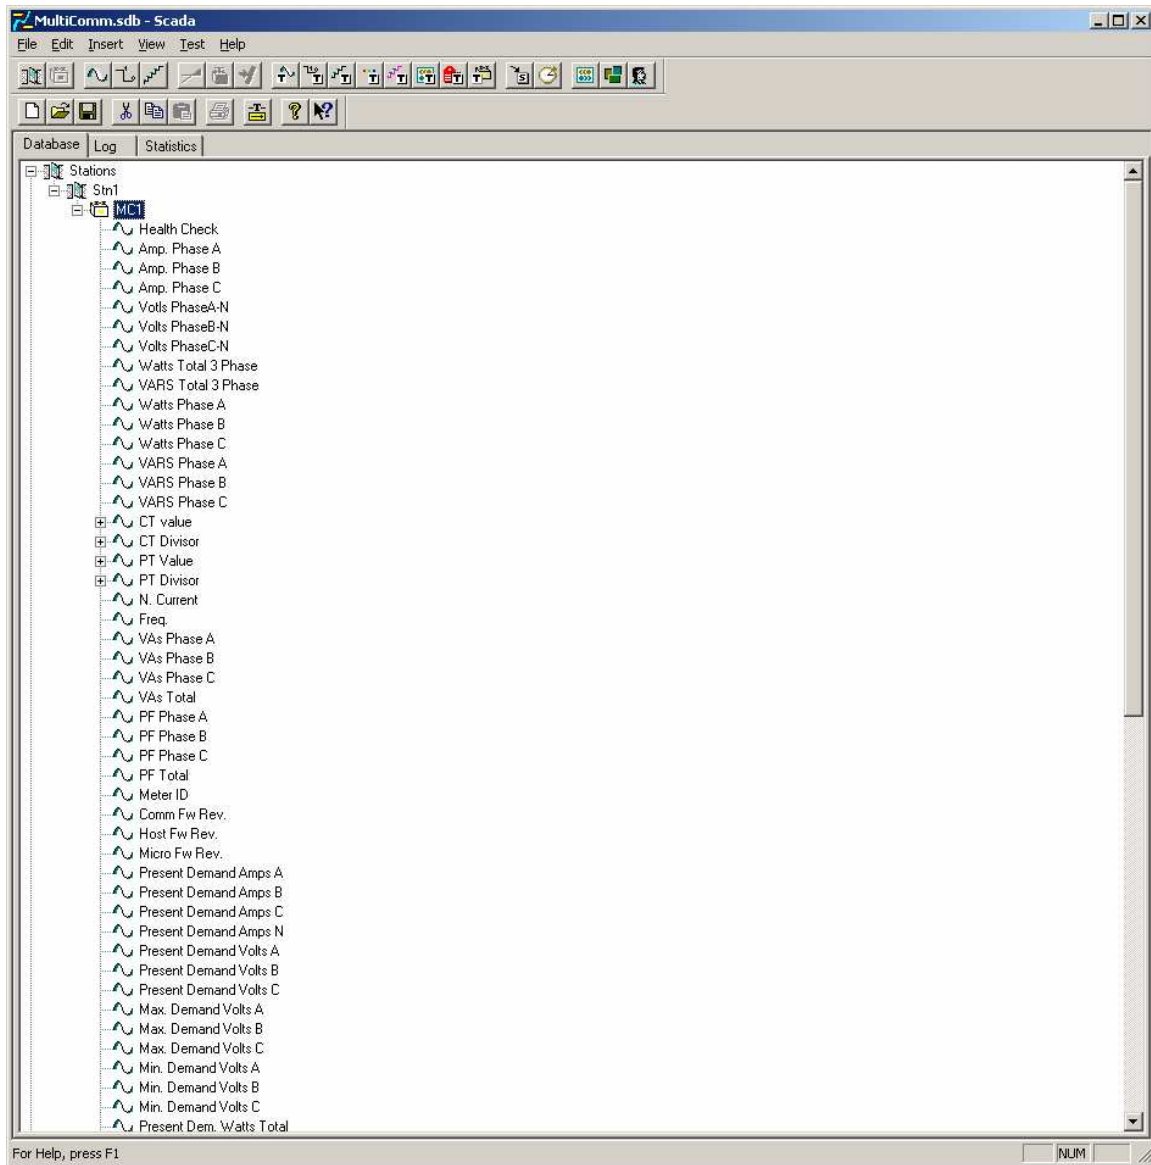 MultiComm.sdb - Scada
File Edit Insert View Test Help
Database Log Statistics
Stations
Stn1
MC1
Health Check
Amp. Phase A
Amp. Phase B
Amp. Phase C
Votls PhaseA-N
Volts PhaseB-N
Volts PhaseC-N
Watts Total 3 Phase
VARS Total 3 Phase
Watts Phase A
Watts Phase B
Watts Phase C
VARS Phase A
VARS Phase B
VARS Phase C
CT value
CT Divisor
PT Value
PT Divisor
N. Current
Freq.
VAs Phase A
VAs Phase B
VAs Phase C
VAs Total
PF Phase A
PF Phase B
PF Phase C
PF Total
Meter ID
Comm Fw Rev.
Host Fw Rev.
Micro Fw Rev.
Present Demand Amps A
Present Demand Amps B
Present Demand Amps C
Present Demand Amps N
Present Demand Volts A
Present Demand Volts B
Present Demand Volts C
Max. Demand Volts A
Max. Demand Volts B
Max. Demand Volts C
Min. Demand Volts A
Min. Demand Volts B
Min. Demand Volts C
Present Dem. Watts Total
For Help, press F1
NUM